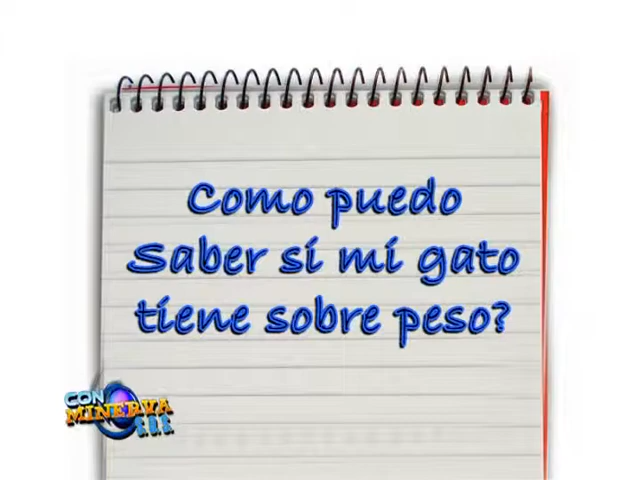 Como puedo
Saber si mi gato
tiene sobre peso?
CON
MINERVA
S.O.S